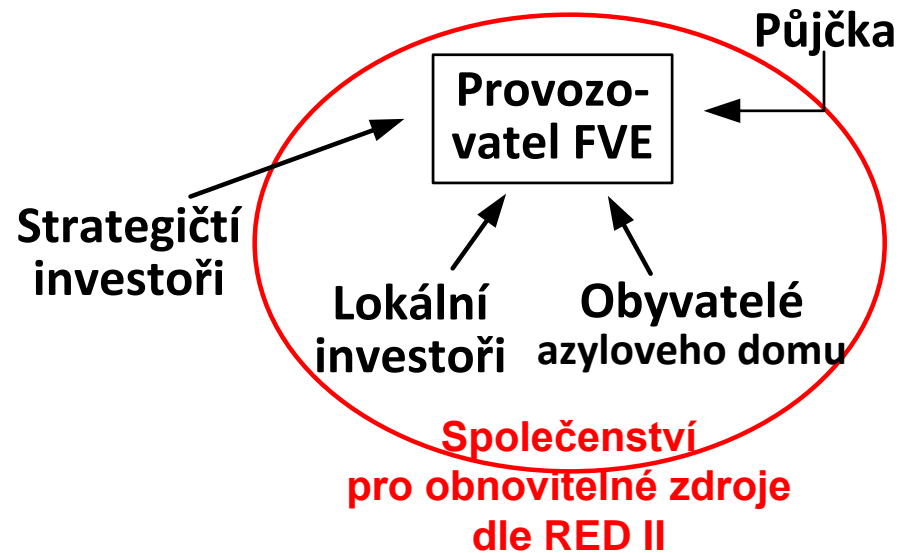 Půjčka
Provozo-
vatel FVE
Strategičtí
investoři
Lokální
investoři
Obyvatelé
azyloveho domu
Společenství
pro obnovitelné zdroje
dle RED II